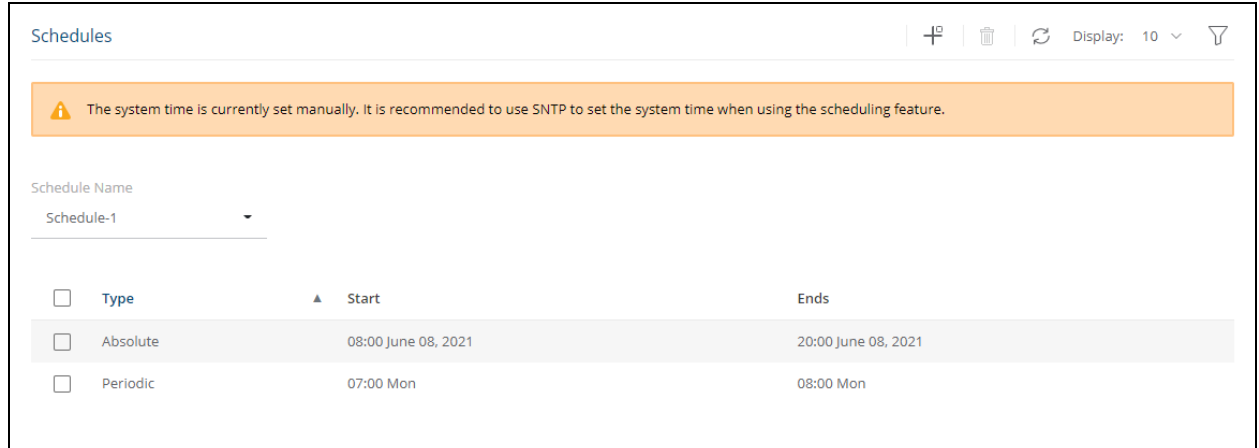 Schedules
Display: 10
The system time is currently set manually. It is recommended to use SNTP to set the system time when using the scheduling feature.
Schedule Name
Schedule-1
Type Start Ends
Absolute 08:00 June 08, 2021 20:00 June 08, 2021
Periodic 07:00 Mon 08:00 Mon